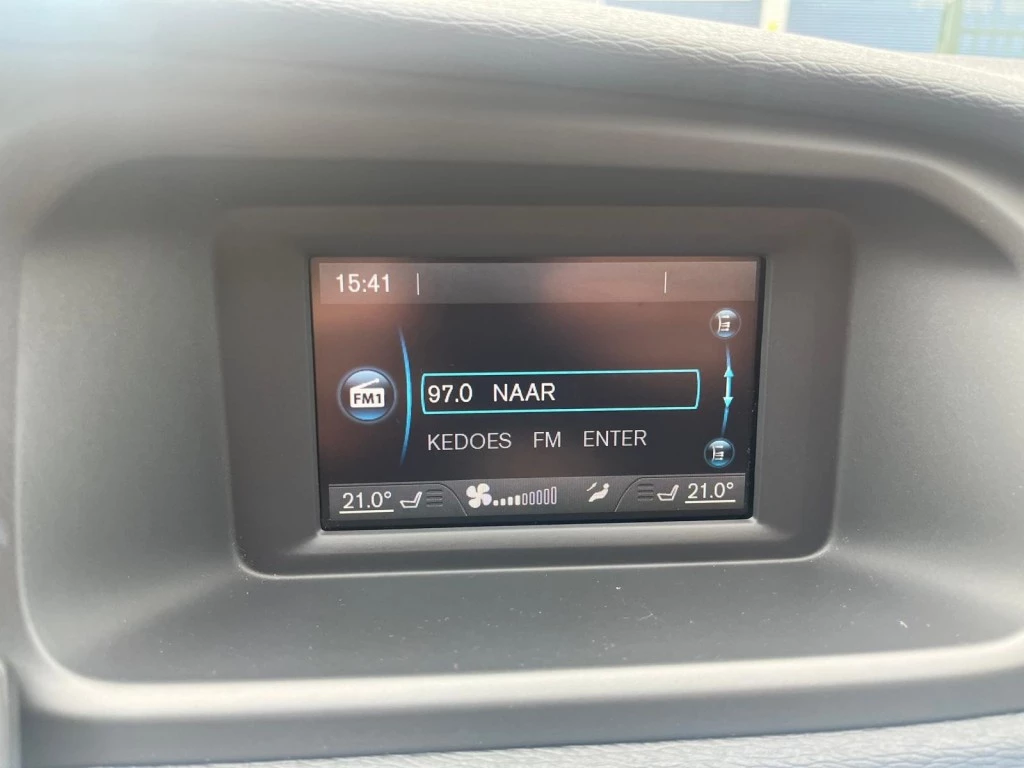 15:41
FM1
97.0 NAAR
KEDOES FM ENTER
21.0° 21.0°